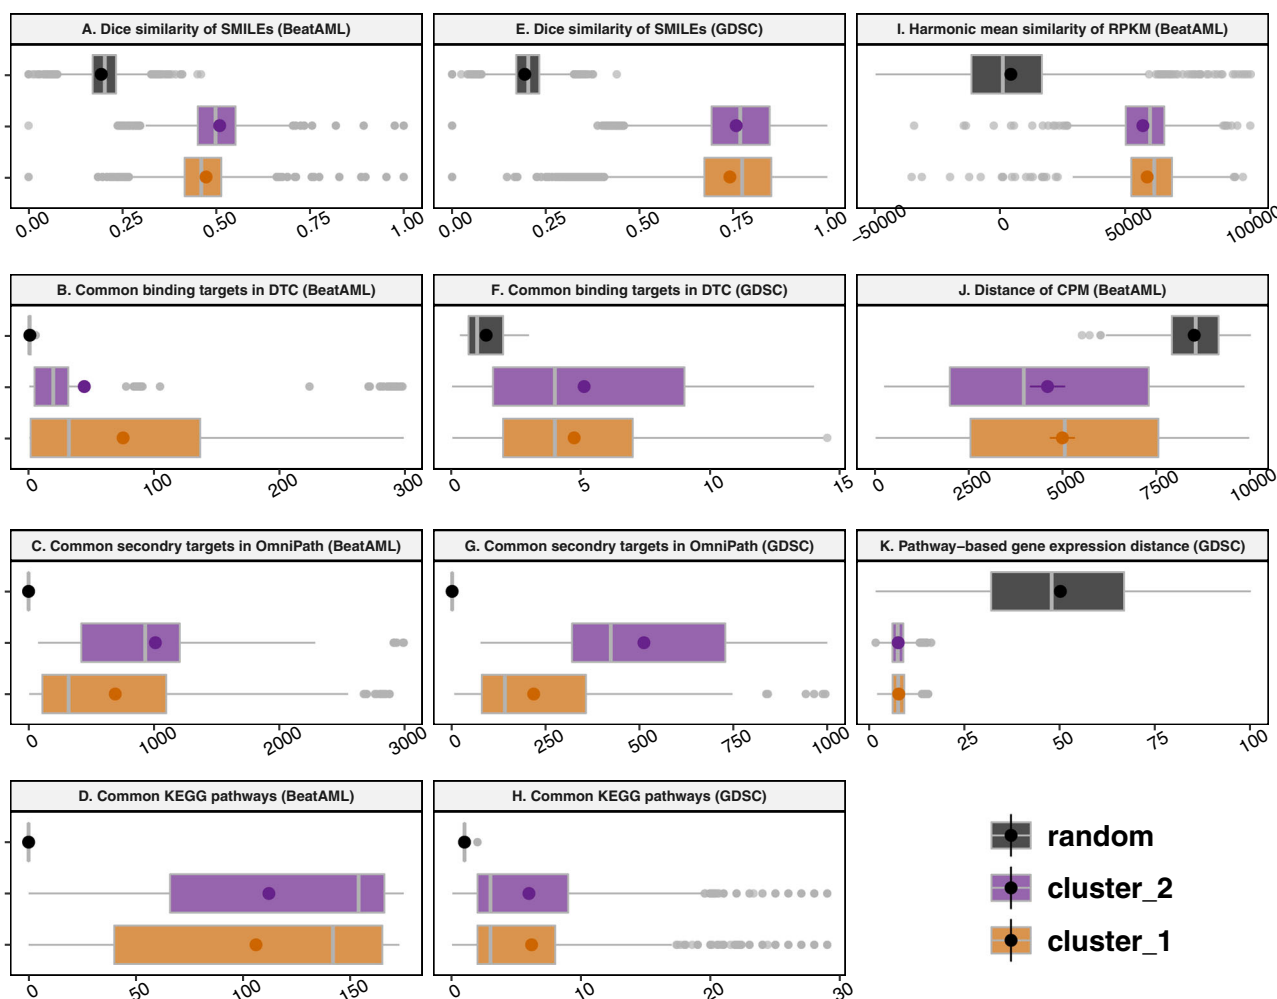 A. Dice similarity of SMILEs (BeatAML)
E. Dice similarity of SMILEs (GDSC)
I. Harmonic mean similarity of RPKM (BeatAML)
0.00 0.25 0.50 0.75 1.00
0.00 0.25 0.50 0.75 1.00
−50000 0 50000 100000
B. Common binding targets in DTC (BeatAML)
F. Common binding targets in DTC (GDSC)
J. Distance of CPM (BeatAML)
0 100 200 300
0 5 10 15
0 2500 5000 7500 10000
C. Common secondry targets in OmniPath (BeatAML)
G. Common secondry targets in OmniPath (GDSC)
K. Pathway−based gene expression distance (GDSC)
0 1000 2000 3000
0 250 500 750 1000
0 25 50 75 100
D. Common KEGG pathways (BeatAML)
H. Common KEGG pathways (GDSC)
0 50 100 150
0 10 20 30
random
cluster_2
cluster_1